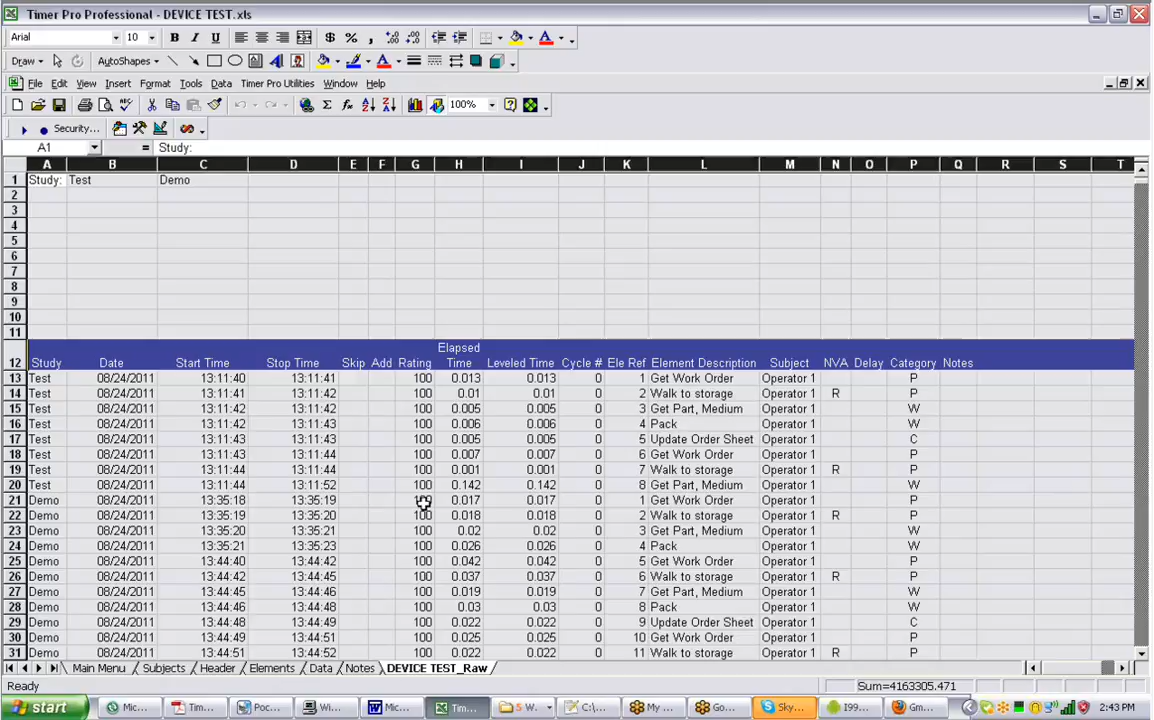 Timer Pro Professional - DEVICE TEST.xls
Arial 10 B I U $ % ,
Draw AutoShapes
File Edit View Insert Format Tools Data Timer Pro Utilities Window Help
100%
Security...
A1 = Study:
A B C D E F G H I J K L M N O P Q R S T
1 Study: Test Demo
2
3
4
5
6
7
8
9
10
11
12 Study Date Start Time Stop Time Skip Add Rating Elapsed Time Leveled Time Cycle # Ele Ref Element Description Subject NVA Delay Category Notes
13 Test 08/24/2011 13:11:40 13:11:41 100 0.013 0.013 0 1 Get Work Order Operator 1 P
14 Test 08/24/2011 13:11:41 13:11:42 100 0.01 0.01 0 2 Walk to storage Operator 1 R P
15 Test 08/24/2011 13:11:42 13:11:42 100 0.005 0.005 0 3 Get Part, Medium Operator 1 W
16 Test 08/24/2011 13:11:42 13:11:43 100 0.006 0.006 0 4 Pack Operator 1 W
17 Test 08/24/2011 13:11:43 13:11:43 100 0.005 0.005 0 5 Update Order Sheet Operator 1 C
18 Test 08/24/2011 13:11:43 13:11:44 100 0.007 0.007 0 6 Get Work Order Operator 1 P
19 Test 08/24/2011 13:11:44 13:11:44 100 0.001 0.001 0 7 Walk to storage Operator 1 R P
20 Test 08/24/2011 13:11:44 13:11:52 100 0.142 0.142 0 8 Get Part, Medium Operator 1 W
21 Demo 08/24/2011 13:35:18 13:35:19 100 0.017 0.017 0 1 Get Work Order Operator 1 P
22 Demo 08/24/2011 13:35:19 13:35:20 100 0.018 0.018 0 2 Walk to storage Operator 1 R P
23 Demo 08/24/2011 13:35:20 13:35:21 100 0.02 0.02 0 3 Get Part, Medium Operator 1 W
24 Demo 08/24/2011 13:35:21 13:35:23 100 0.026 0.026 0 4 Pack Operator 1 W
25 Demo 08/24/2011 13:44:40 13:44:42 100 0.042 0.042 0 5 Get Work Order Operator 1 P
26 Demo 08/24/2011 13:44:42 13:44:45 100 0.037 0.037 0 6 Walk to storage Operator 1 R P
27 Demo 08/24/2011 13:44:45 13:44:46 100 0.019 0.019 0 7 Get Part, Medium Operator 1 W
28 Demo 08/24/2011 13:44:46 13:44:48 100 0.03 0.03 0 8 Pack Operator 1 W
29 Demo 08/24/2011 13:44:48 13:44:49 100 0.022 0.022 0 9 Update Order Sheet Operator 1 C
30 Demo 08/24/2011 13:44:49 13:44:51 100 0.025 0.025 0 10 Get Work Order Operator 1 P
31 Demo 08/24/2011 13:44:51 13:44:52 100 0.022 0.022 0 11 Walk to storage Operator 1 R P
Main Menu Subjects Header Elements Data Notes DEVICE TEST_Raw
Ready Sum=4163305.471
start Mic... Tim... Poc... Wi... Mic... Tim... 5 W... C:\... My ... Go... Sky... I99... Gm... 2:43 PM